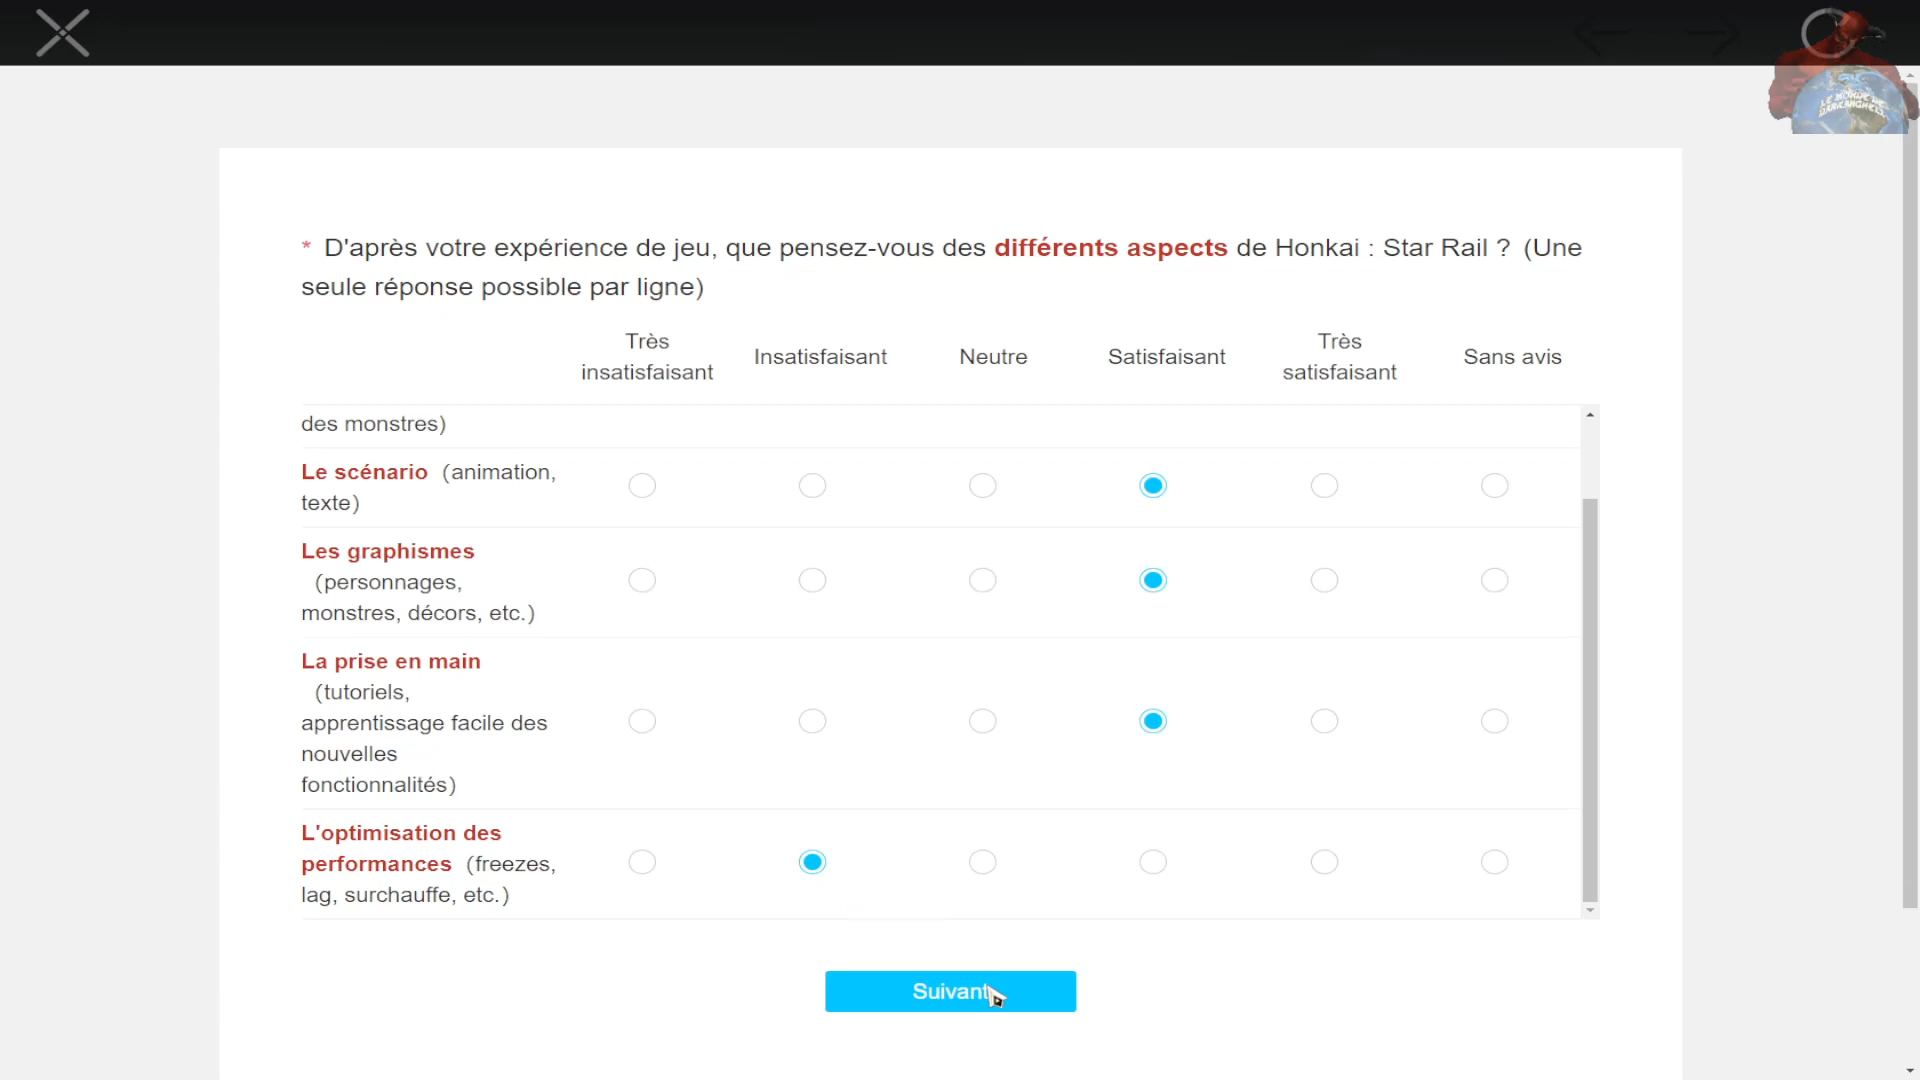 * D'après votre expérience de jeu, que pensez-vous des différents aspects de Honkai : Star Rail ? (Une
seule réponse possible par ligne)
Très
insatisfaisant
Insatisfaisant
Neutre
Satisfaisant
Très
satisfaisant
Sans avis
des monstres)
Le scénario (animation,
texte)
Les graphismes
(personnages,
monstres, décors, etc.)
La prise en main
(tutoriels,
apprentissage facile des
nouvelles
fonctionnalités)
L'optimisation des
performances (freezes,
lag, surchauffe, etc.)
Suivant
LE MONDE DE